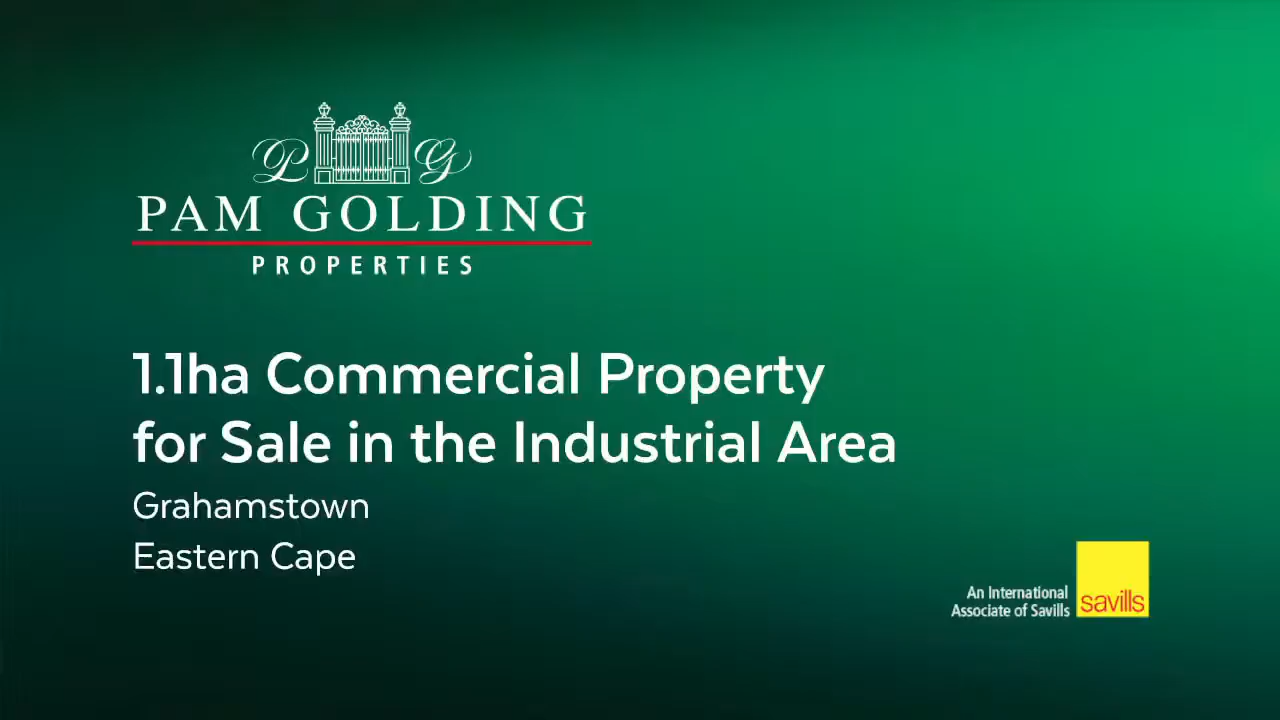 P G
PAM GOLDING
PROPERTIES
1.1ha Commercial Property
for Sale in the Industrial Area
Grahamstown
Eastern Cape
An International
Associate of Savills
savills